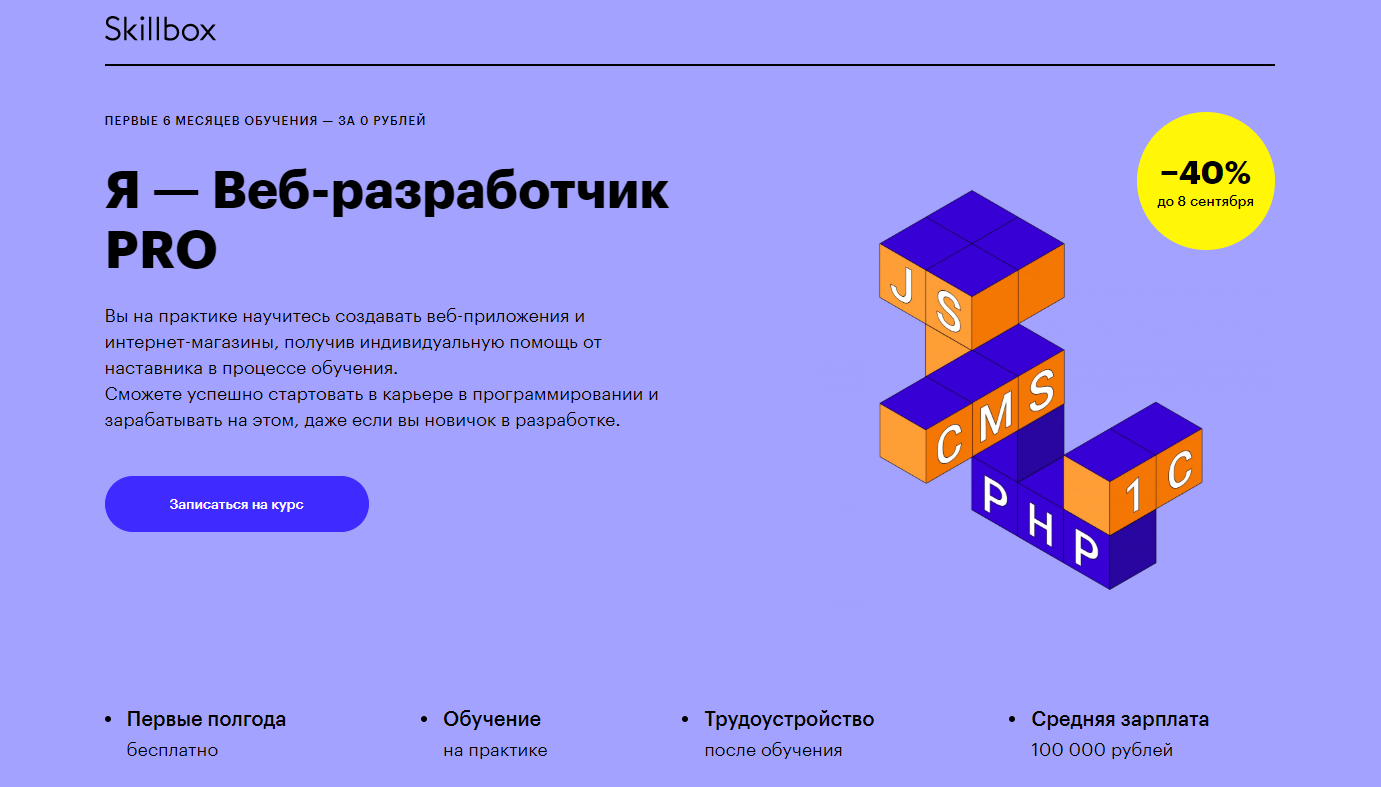 Skillbox
ПЕРВЫЕ 6 МЕСЯЦЕВ ОБУЧЕНИЯ — ЗА 0 РУБЛЕЙ
Я — Веб-разработчик
PRO
Вы на практике научитесь создавать веб-приложения и
интернет-магазины, получив индивидуальную помощь от
наставника в процессе обучения.
Сможете успешно стартовать в карьере в программировании и
зарабатывать на этом, даже если вы новичок в разработке.
Записаться на курс
–40%
до 8 сентября
JS
CMS
PHP
1C
Первые полгода
бесплатно
Обучение
на практике
Трудоустройство
после обучения
Средняя зарплата
100 000 рублей